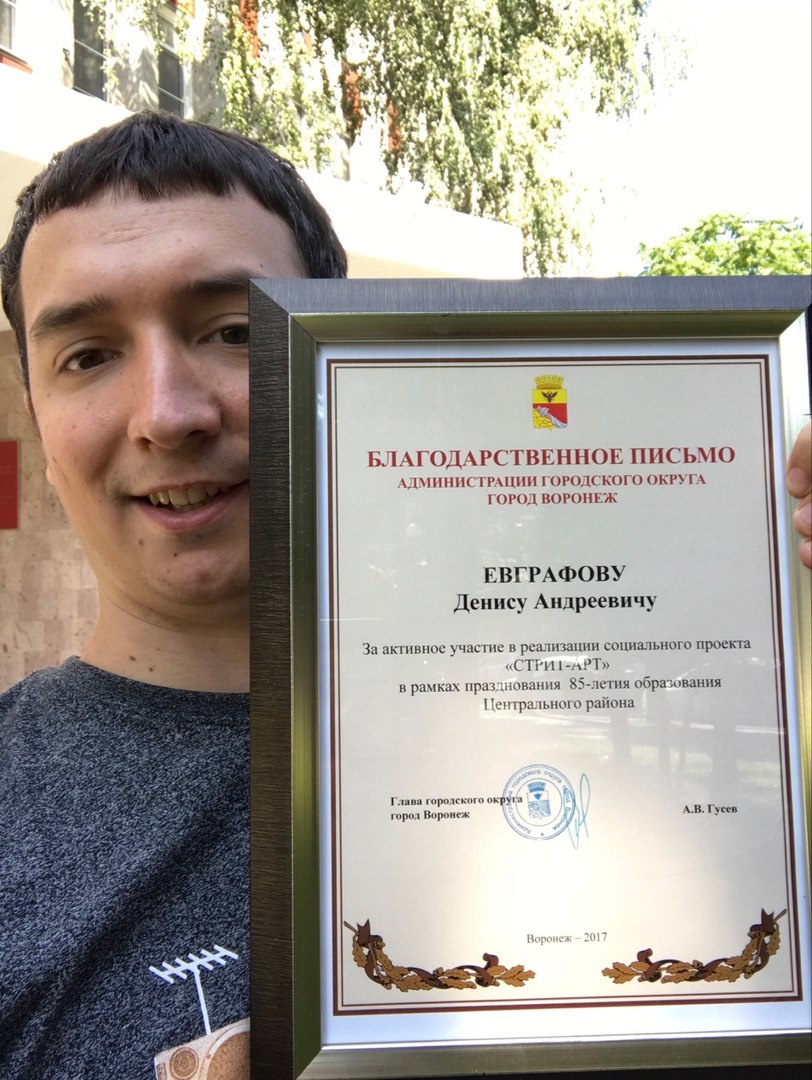 БЛАГОДАРСТВЕННОЕ ПИСЬМО
АДМИНИСТРАЦИИ ГОРОДСКОГО ОКРУГА
ГОРОД ВОРОНЕЖ
ЕВГРАФОВУ
Денису Андреевичу
За активное участие в реализации социального проекта
«СТРИТ-АРТ»
в рамках празднования 85-летия образования
Центрального района
Глава городского округа
город Воронеж
А.В. Гусев
Воронеж – 2017